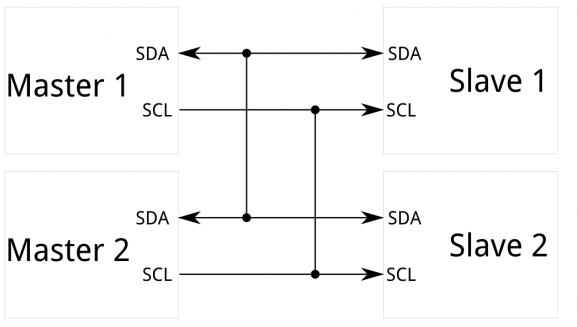 SDA
SDA
Master 1
Slave 1
SCL
SCL
SDA
SDA
Master 2
Slave 2
SCL
SCL